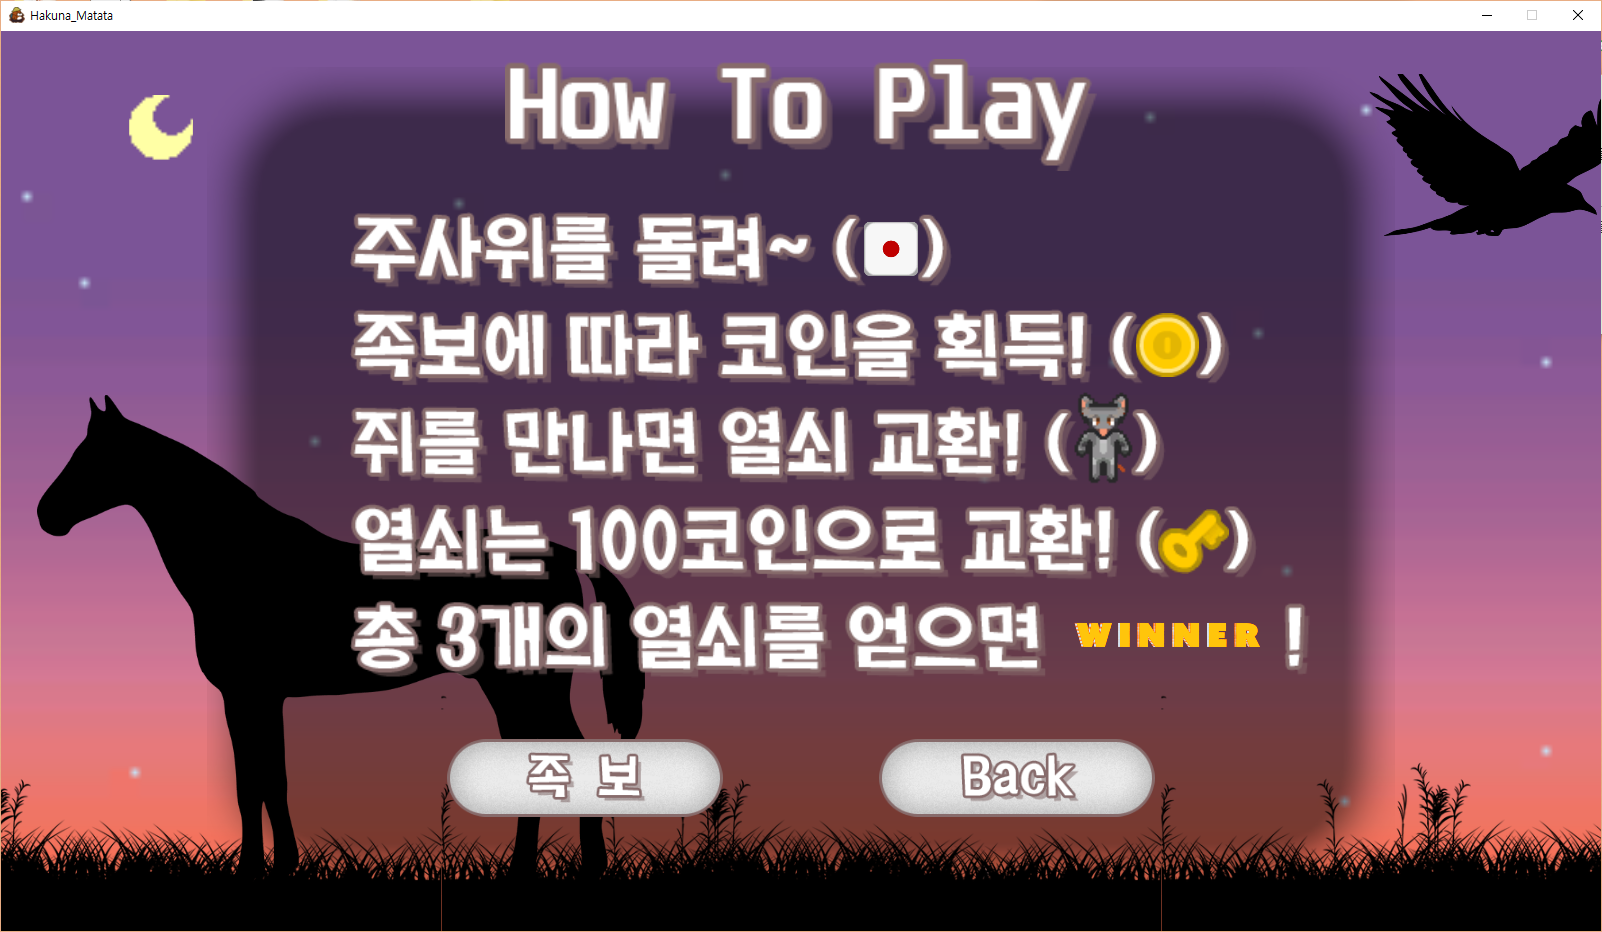 Hakuna_Matata
How To Play
주사위를 돌려~ ( )
족보에 따라 코인을 획득! ( )
쥐를 만나면 열쇠 교환! ( )
열쇠는 100코인으로 교환! ( )
총 3개의 열쇠를 얻으면 WINNER !
족 보
Back